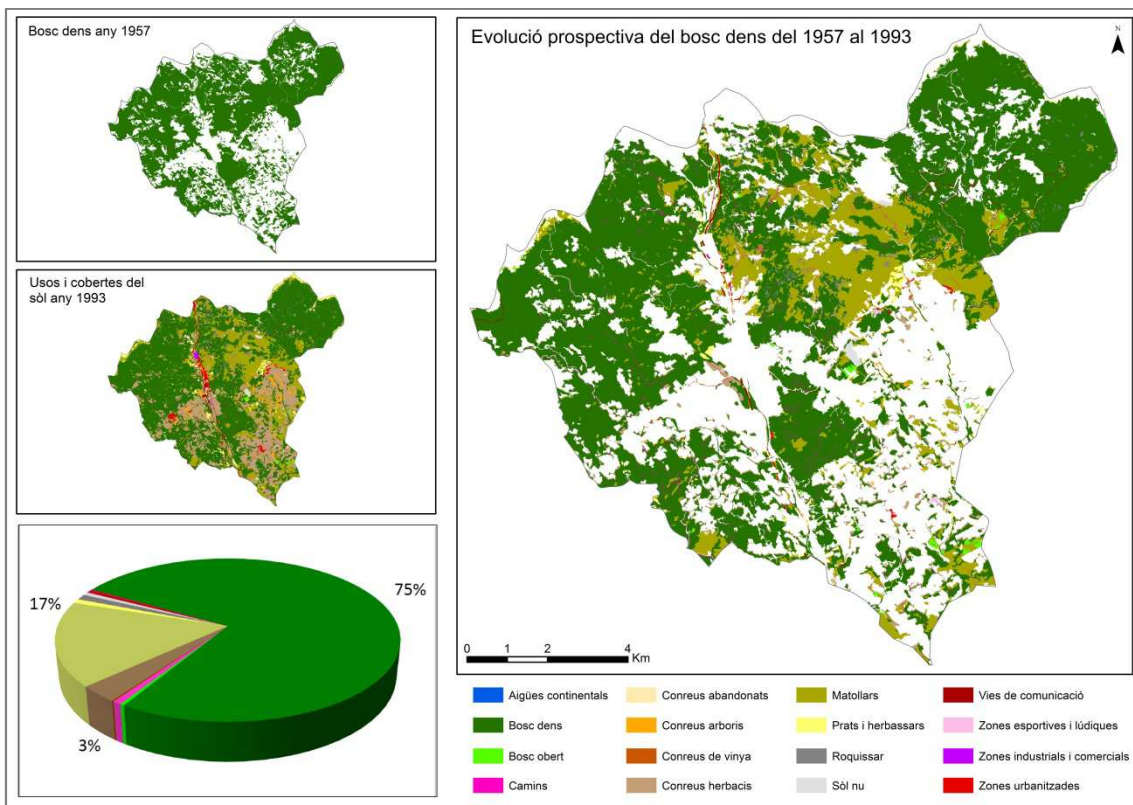 Bosc dens any 1957
Evolució prospectiva del bosc dens del 1957 al 1993
N
Usos i cobertes del
sòl any 1993
75%
17%
3%
0 1 2 4
Km
Aigües continentals
Bosc dens
Bosc obert
Camins
Conreus abandonats
Conreus arboris
Conreus de vinya
Conreus herbacis
Matollars
Prats i herbassars
Roquissar
Sòl nu
Vies de comunicació
Zones esportives i lúdiques
Zones industrials i comercials
Zones urbanitzades